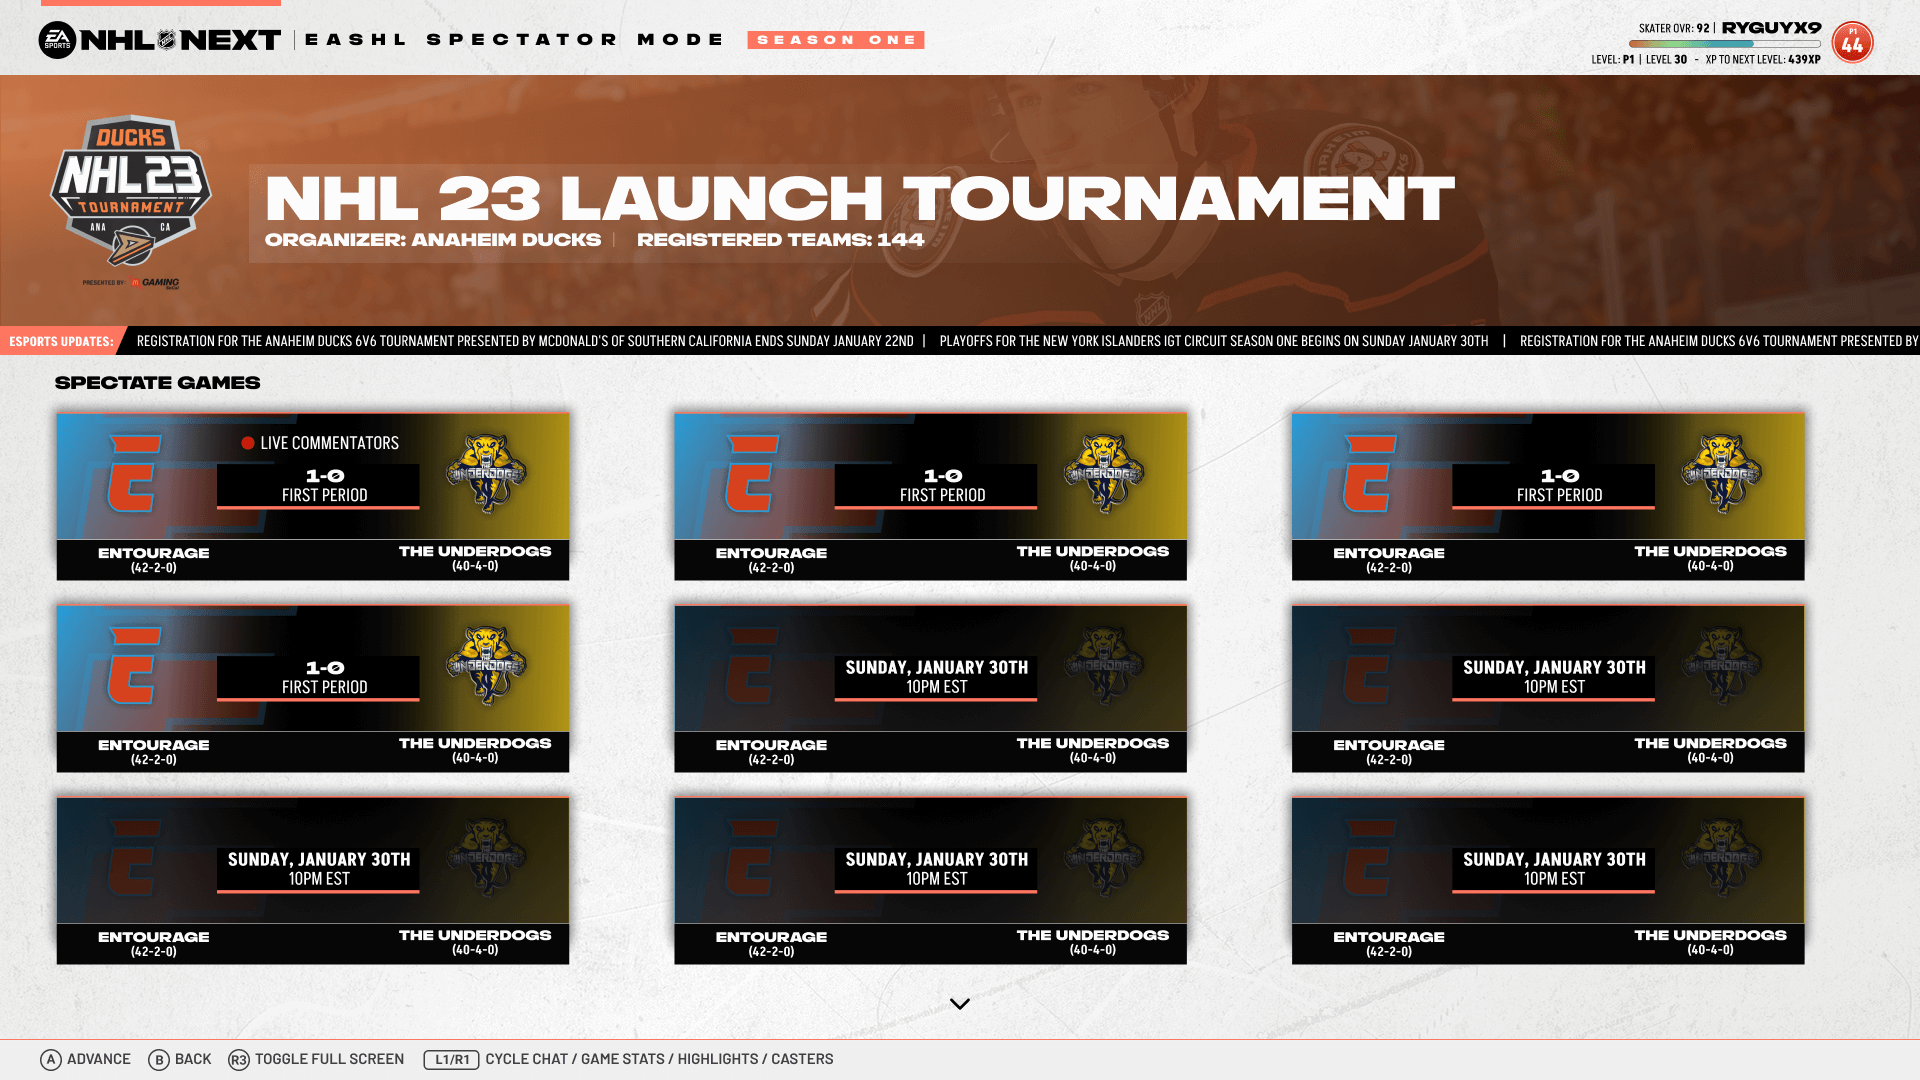 EA SPORTS NHL NEXT | EASHL SPECTATOR MODE SEASON ONE
SKATER OVR: 92 | RYGUYX9
LEVEL: P1 | LEVEL 30 - XP TO NEXT LEVEL: 439XP
P1
44
DUCKS
NHL 23
TOURNAMENT
ANA CA
PRESENTED BY: GAMING
NHL 23 LAUNCH TOURNAMENT
ORGANIZER: ANAHEIM DUCKS | REGISTERED TEAMS: 144
ESPORTS UPDATES: REGISTRATION FOR THE ANAHEIM DUCKS 6V6 TOURNAMENT PRESENTED BY MCDONALD'S OF SOUTHERN CALIFORNIA ENDS SUNDAY JANUARY 22ND | PLAYOFFS FOR THE NEW YORK ISLANDERS IGT CIRCUIT SEASON ONE BEGINS ON SUNDAY JANUARY 30TH | REGISTRATION FOR THE ANAHEIM DUCKS 6V6 TOURNAMENT PRESENTED BY
SPECTATE GAMES
LIVE COMMENTATORS
1-0
FIRST PERIOD
UNDERDOGS
ENTOURAGE
(42-2-0)
THE UNDERDOGS
(40-4-0)
1-0
FIRST PERIOD
UNDERDOGS
ENTOURAGE
(42-2-0)
THE UNDERDOGS
(40-4-0)
1-0
FIRST PERIOD
UNDERDOGS
ENTOURAGE
(42-2-0)
THE UNDERDOGS
(40-4-0)
1-0
FIRST PERIOD
UNDERDOGS
ENTOURAGE
(42-2-0)
THE UNDERDOGS
(40-4-0)
SUNDAY, JANUARY 30TH
10PM EST
UNDERDOGS
ENTOURAGE
(42-2-0)
THE UNDERDOGS
(40-4-0)
SUNDAY, JANUARY 30TH
10PM EST
UNDERDOGS
ENTOURAGE
(42-2-0)
THE UNDERDOGS
(40-4-0)
SUNDAY, JANUARY 30TH
10PM EST
UNDERDOGS
ENTOURAGE
(42-2-0)
THE UNDERDOGS
(40-4-0)
SUNDAY, JANUARY 30TH
10PM EST
UNDERDOGS
ENTOURAGE
(42-2-0)
THE UNDERDOGS
(40-4-0)
SUNDAY, JANUARY 30TH
10PM EST
UNDERDOGS
ENTOURAGE
(42-2-0)
THE UNDERDOGS
(40-4-0)
A ADVANCE B BACK R3 TOGGLE FULL SCREEN L1/R1 CYCLE CHAT / GAME STATS / HIGHLIGHTS / CASTERS